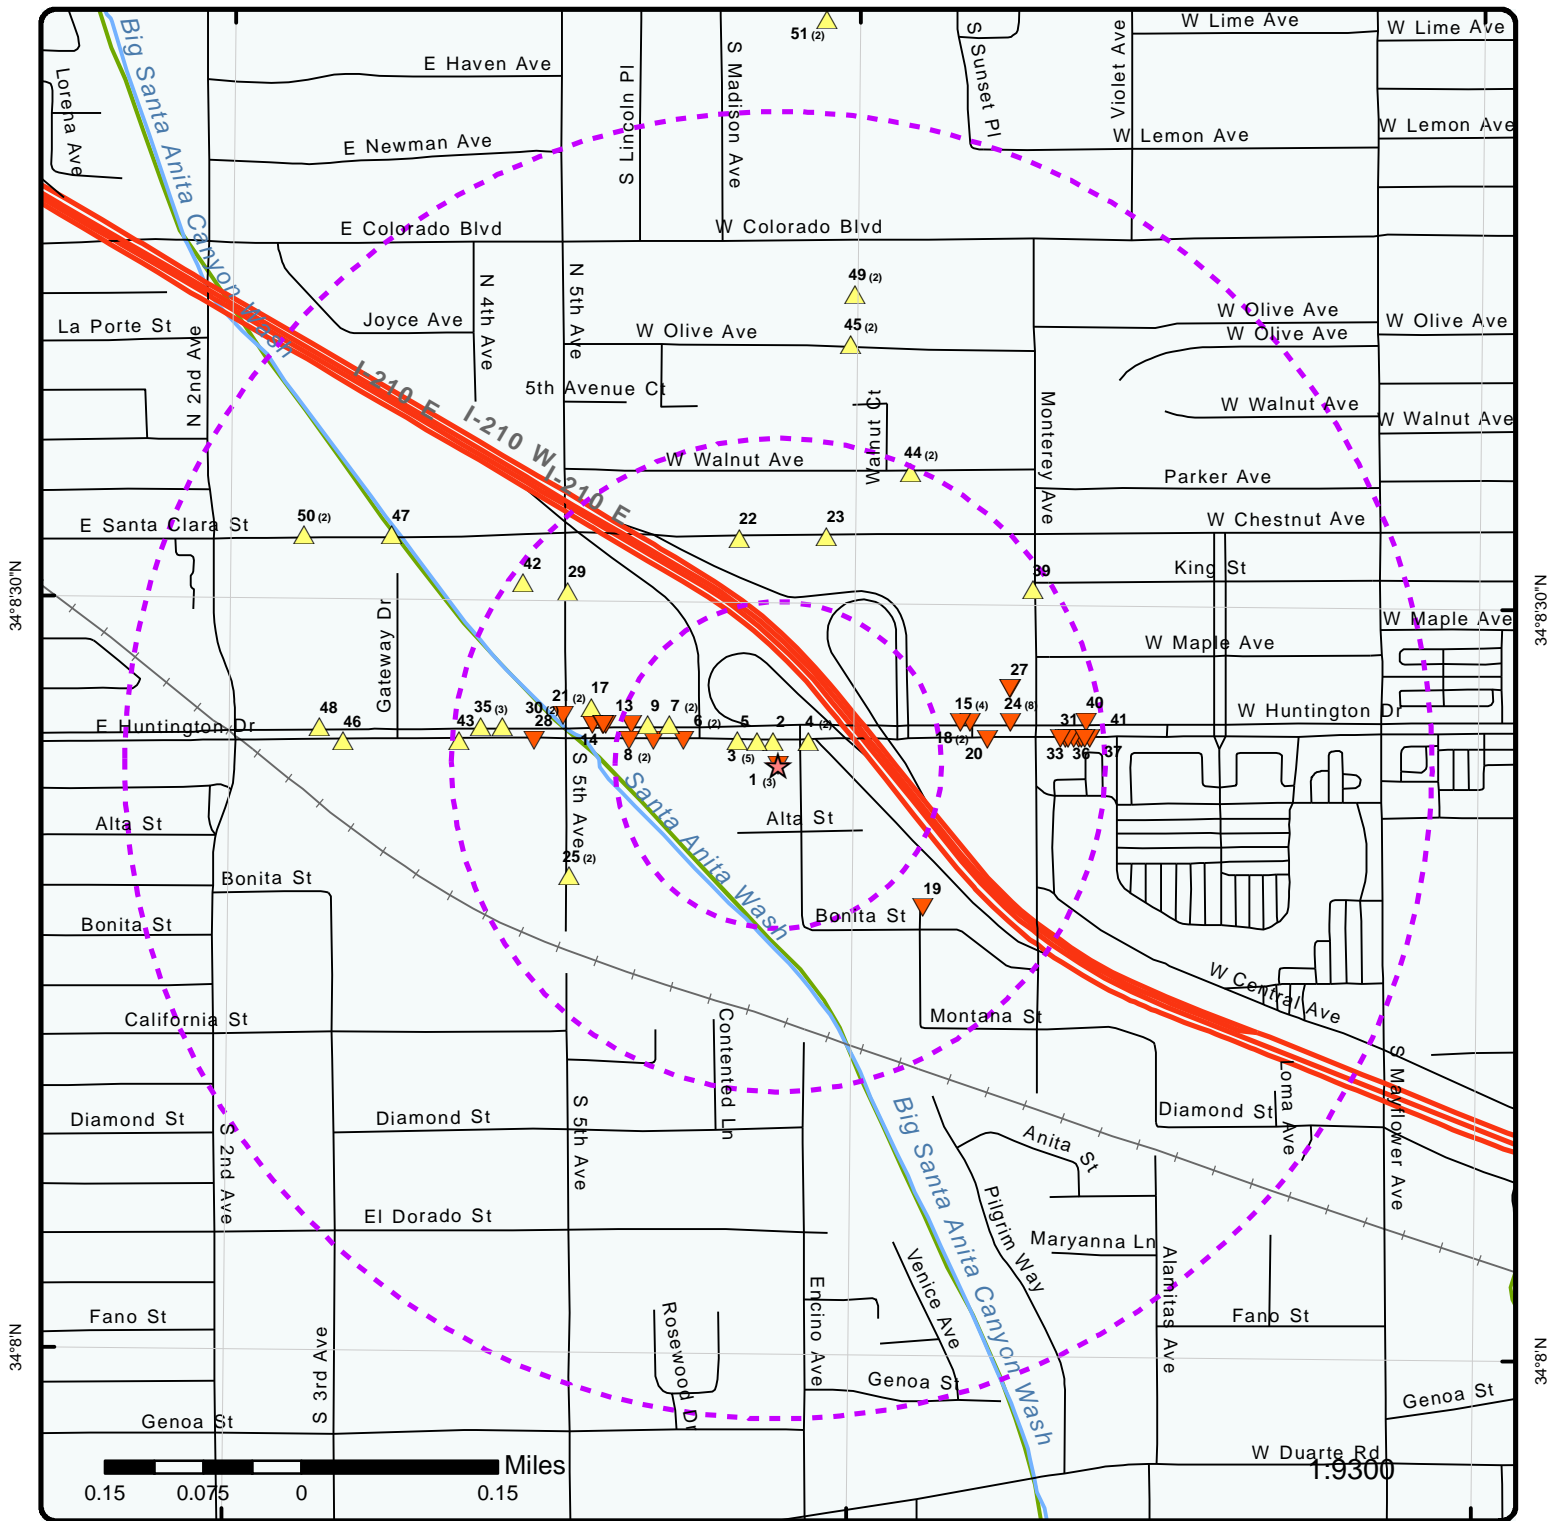 51 (2)
W Lime Ave
W Lime Ave
Big Santa Anita Canyon Wash
Lorena Ave
E Haven Ave
S Lincoln Pl
S Madison Ave
S Sunset Pl
Violet Ave
W Lemon Ave
W Lemon Ave
E Newman Ave
E Colorado Blvd
W Colorado Blvd
49 (2)
La Porte St
Joyce Ave
N 2nd Ave
N 4th Ave
N 5th Ave
W Olive Ave
45 (2)
W Olive Ave
W Olive Ave
W Olive Ave
I-210 E
I-210 W
I-210 E
5th Avenue Ct
Walnut Ct
Monterey Ave
W Walnut Ave
W Walnut Ave
W Walnut Ave
44 (2)
Parker Ave
50 (2)
47
E Santa Clara St
22
23
W Chestnut Ave
42
29
39
King St
34°8'30"N
34°8'30"N
Gateway Dr
W Maple Ave
W Maple Ave
27
48
46
43
35 (3)
30 (2)
28
21 (2)
17
14
13
9
7 (2)
8 (2)
6 (2)
5
2
4 (2)
3 (5)
1 (3)
15 (4)
24 (8)
18 (2)
20
31
40
41
33
36
37
E Huntington Dr
W Huntington Dr
S 5th Ave
Santa Anita Wash
Alta St
Alta St
25 (2)
Bonita St
Bonita St
Bonita St
19
W Central Ave
California St
Contented Ln
Montana St
S Mayflower Ave
Loma Ave
Diamond St
Diamond St
Diamond St
S 2nd Ave
S 5th Ave
Big Santa Anita Canyon Wash
Anita St
Pilgrim Way
El Dorado St
Maryanna Ln
Alamitas Ave
Venice Ave
Encino Ave
Rosewood Dr
Fano St
Fano St
S 3rd Ave
34°8'N
34°8'N
Genoa St
Genoa St
Genoa St
W Duarte Rd
Miles
0.15
0.075
0
0.15
1:9300